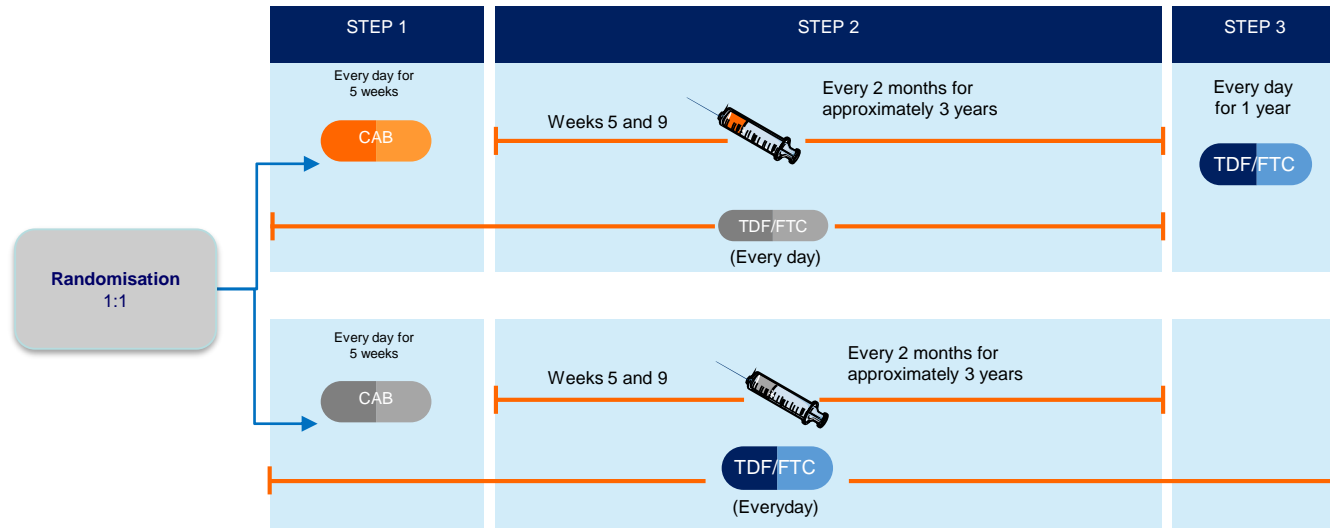 STEP 1
STEP 2
STEP 3
Every day for
5 weeks
CAB
Weeks 5 and 9
Every 2 months for
approximately 3 years
Every day
for 1 year
TDF/FTC
TDF/FTC
(Every day)
Randomisation
1:1
Every day for
5 weeks
CAB
Weeks 5 and 9
Every 2 months for
approximately 3 years
TDF/FTC
(Everyday)